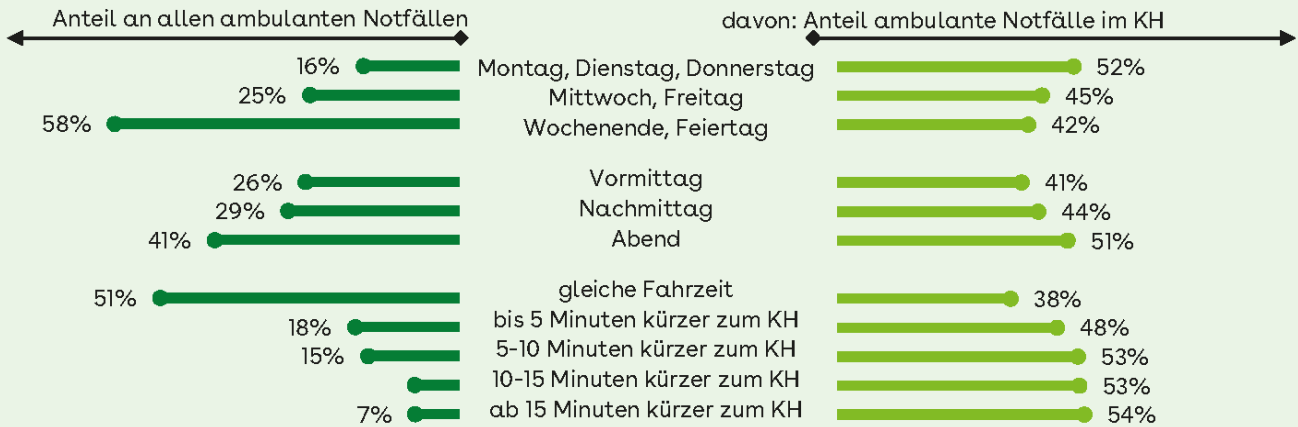 Anteil an allen ambulanten Notfällen davon: Anteil ambulante Notfälle im KH
16% Montag, Dienstag, Donnerstag 52%
25% Mittwoch, Freitag 45%
58% Wochenende, Feiertag 42%
26% Vormittag 41%
29% Nachmittag 44%
41% Abend 51%
51% gleiche Fahrzeit 38%
18% bis 5 Minuten kürzer zum KH 48%
15% 5-10 Minuten kürzer zum KH 53%
10-15 Minuten kürzer zum KH 53%
7% ab 15 Minuten kürzer zum KH 54%